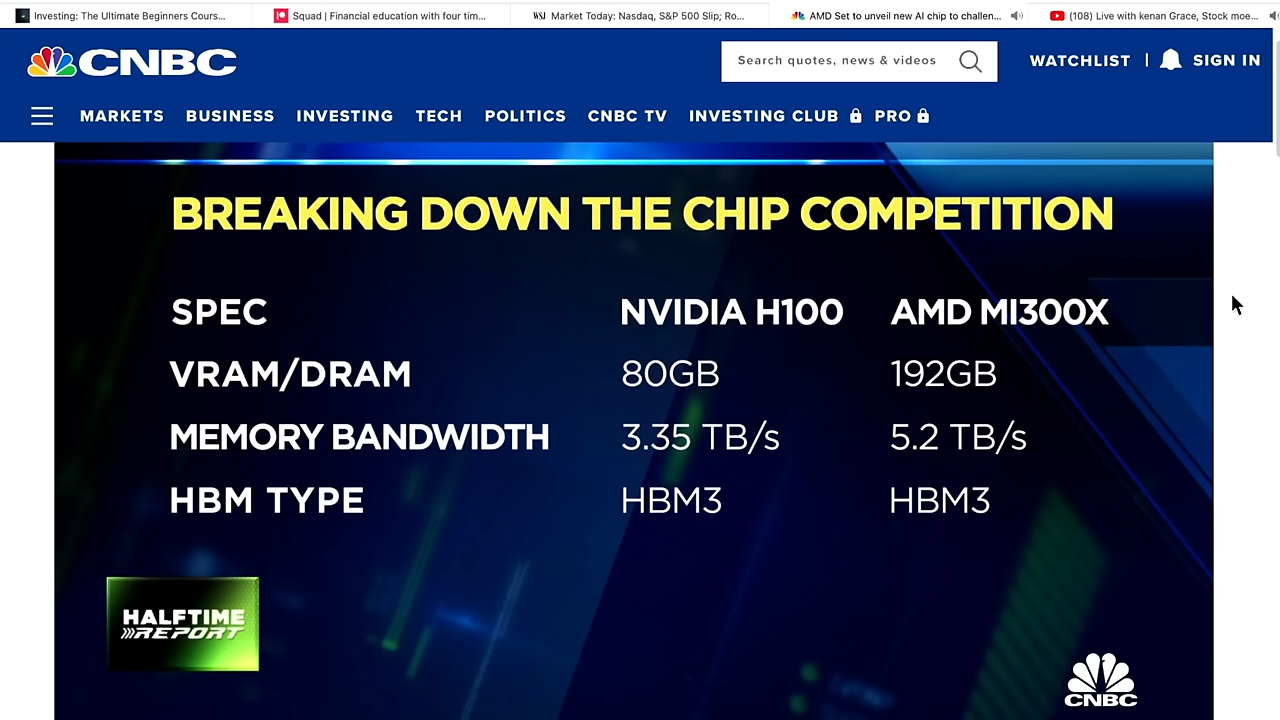 Investing: The Ultimate Beginners Cours...
Squad | Financial education with four tim...
WSJ Market Today: Nasdaq, S&P 500 Slip; Ro...
AMD Set to unveil new AI chip to challen...
(108) Live with kenan Grace, Stock moe...
CNBC
Search quotes, news & videos
WATCHLIST | SIGN IN
MARKETS BUSINESS INVESTING TECH POLITICS CNBC TV INVESTING CLUB PRO
BREAKING DOWN THE CHIP COMPETITION
SPEC NVIDIA H100 AMD MI300X
VRAM/DRAM 80GB 192GB
MEMORY BANDWIDTH 3.35 TB/s 5.2 TB/s
HBM TYPE HBM3 HBM3
HALFTIME
REPORT
CNBC